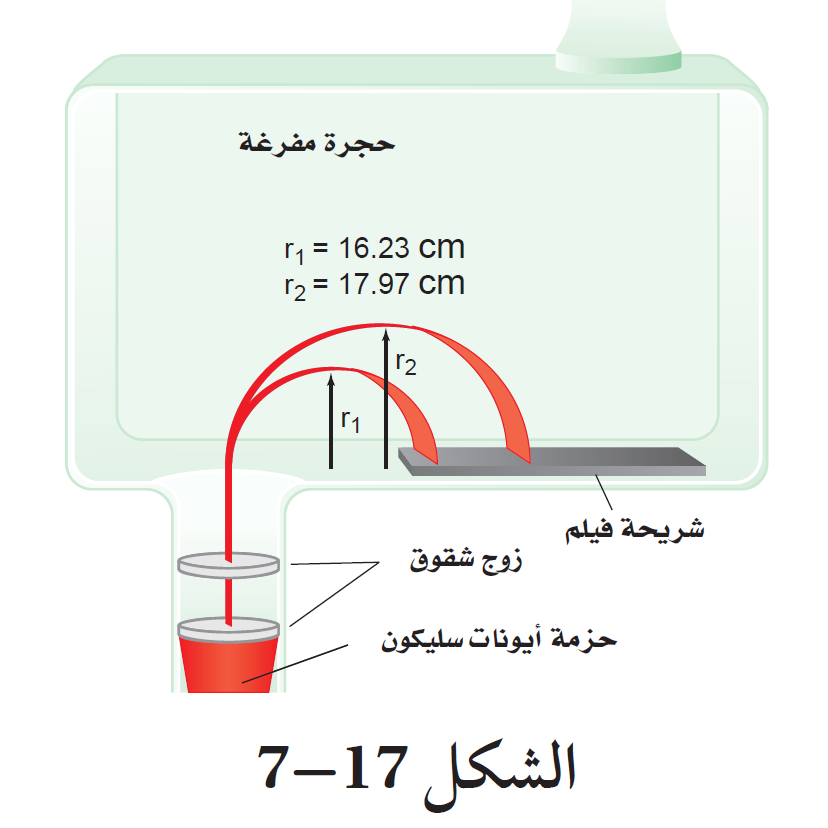 حجرة مفرغة
r₁ = 16.23 cm
r₂ = 17.97 cm
r₂
r₁
شريحة فيلم
زوج شقوق
حزمة أيونات سليكون
الشكل 17–7